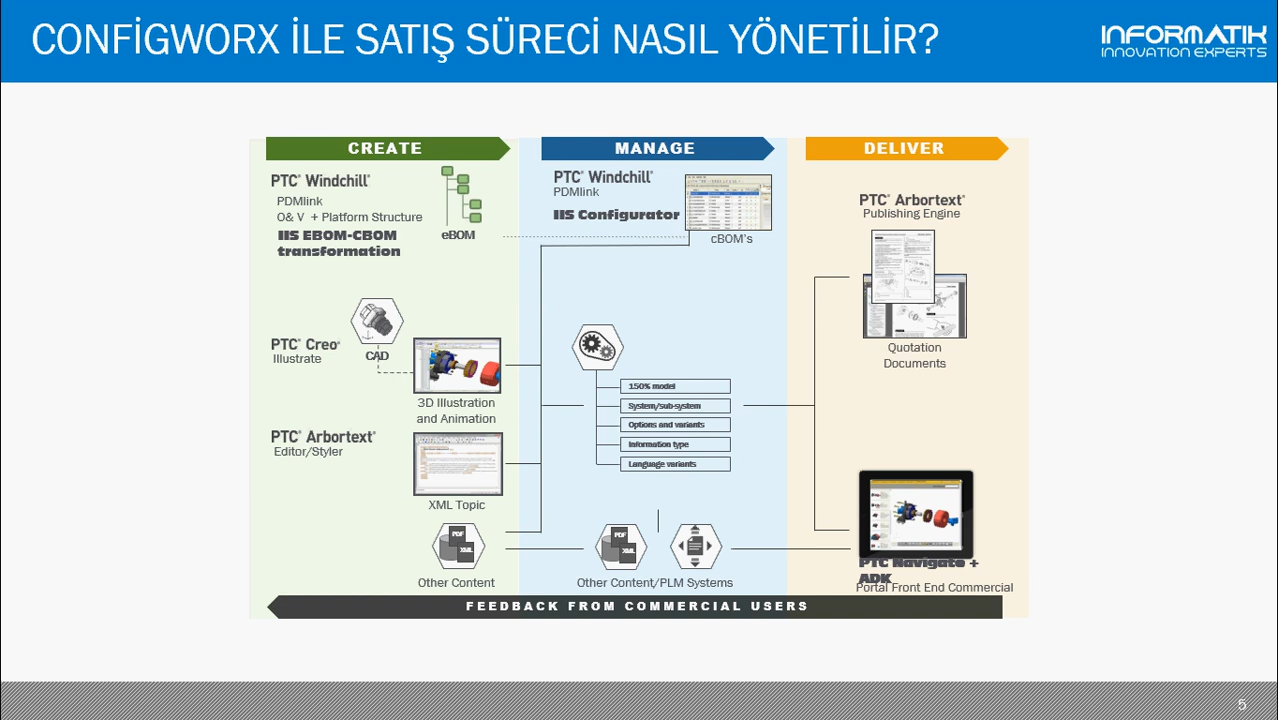 CONFİGWORX İLE SATIŞ SÜRECİ NASIL YÖNETİLİR?
INFORMATIK
INNOVATION EXPERTS
CREATE
PTC® Windchill®
PDMlink
O& V + Platform Structure
IIS EBOM-CBOM
transformation
eBOM
PTC® Creo®
Illustrate
CAD
3D Illustration
and Animation
PTC® Arbortext®
Editor/Styler
XML Topic
PDF
XML
Other Content
MANAGE
PTC® Windchill®
PDMlink
IIS Configurator
cBOM's
150% model
System/sub-system
Options and variants
Information type
Language variants
PDF
XML
Other Content/PLM Systems
DELIVER
PTC® Arbortext®
Publishing Engine
Quotation
Documents
PTC Navigate +
ADK
Portal Front End Commercial
FEEDBACK FROM COMMERCIAL USERS
5